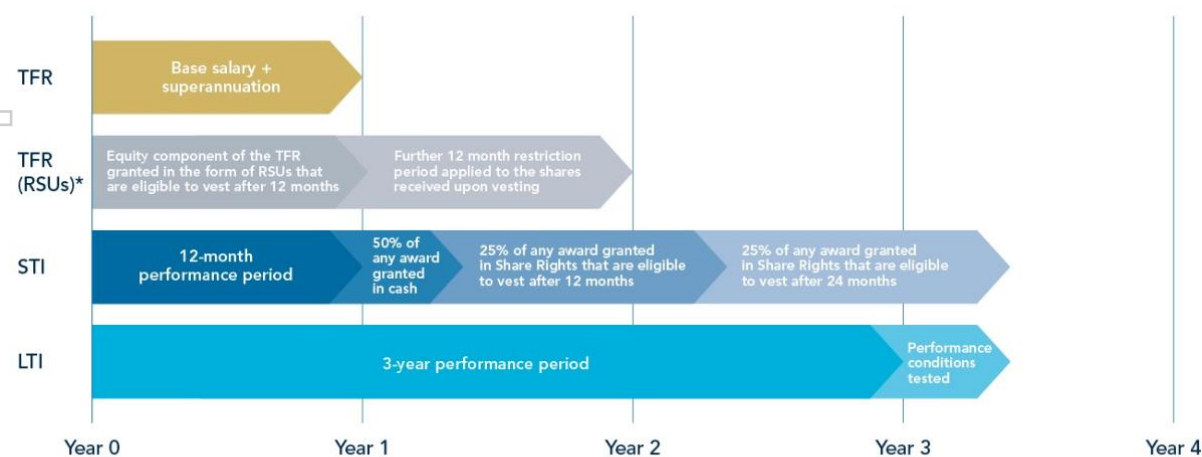 TFR
Base salary +
superannuation
TFR
(RSUs)*
Equity component of the TFR
granted in the form of RSUs that
are eligible to vest after 12 months
Further 12 month restriction
period applied to the shares
received upon vesting
STI
12-month
performance period
50% of
any award
granted
in cash
25% of any award granted
in Share Rights that are eligible
to vest after 12 months
25% of any award granted
in Share Rights that are eligible
to vest after 24 months
LTI
3-year performance period
Performance
conditions
tested
Year 0
Year 1
Year 2
Year 3
Year 4